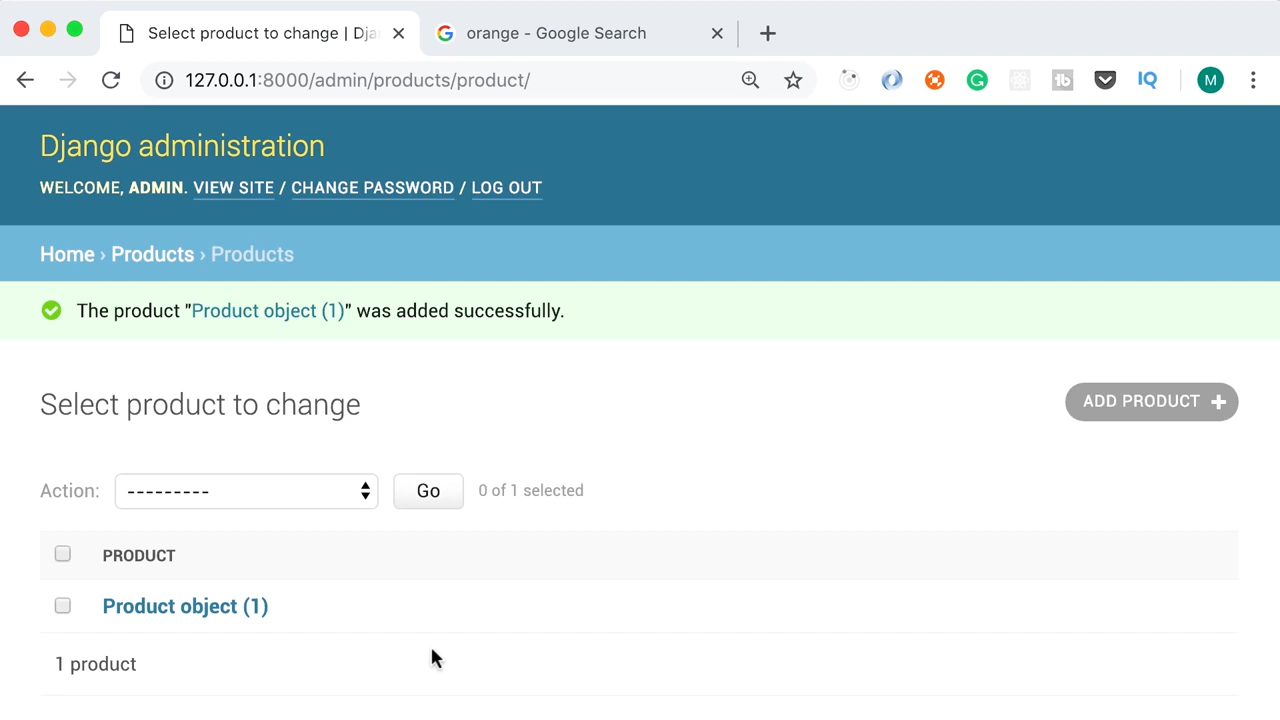 Select product to change | Dja
orange - Google Search
127.0.0.1:8000/admin/products/product/
IQ
M
Django administration
WELCOME, ADMIN. VIEW SITE / CHANGE PASSWORD / LOG OUT
Home › Products › Products
The product "Product object (1)" was added successfully.
Select product to change
ADD PRODUCT +
Action: --------- Go 0 of 1 selected
PRODUCT
Product object (1)
1 product